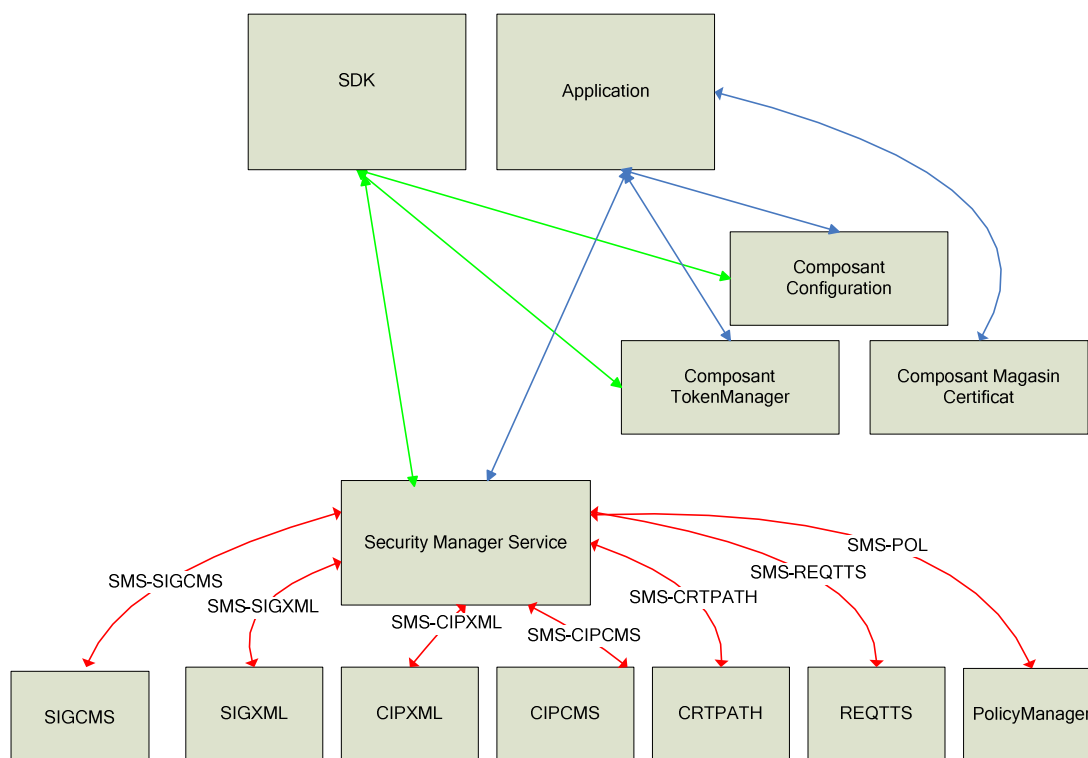 SDK
Application
Composant
Configuration
Composant
TokenManager
Composant Magasin
Certificat
Security Manager Service
SMS-SIGCMS
SMS-SIGXML
SMS-CIPXML
SMS-CIPCMS
SMS-CRTPATH
SMS-REQTTS
SMS-POL
SIGCMS
SIGXML
CIPXML
CIPCMS
CRTPATH
REQTTS
PolicyManager